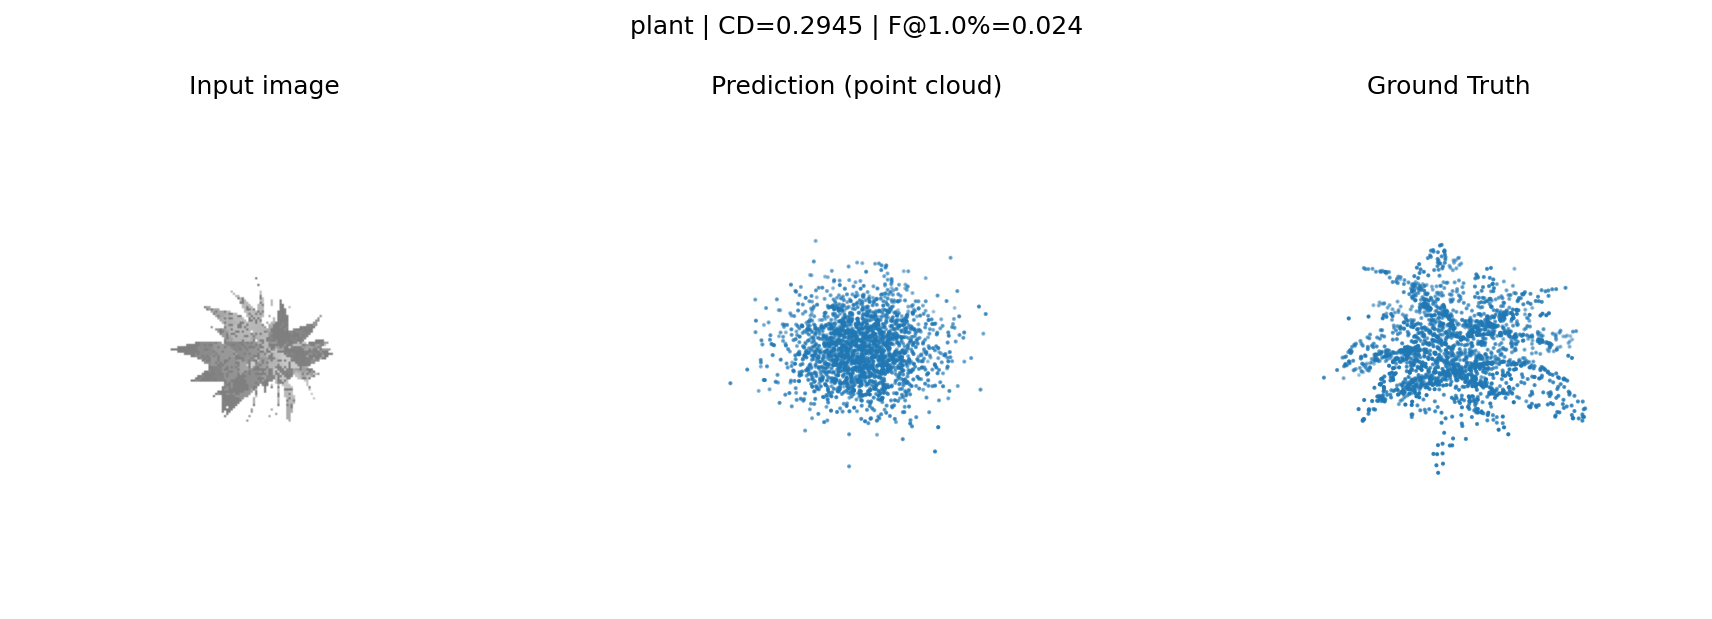 plant | CD=0.2945 | F@1.0%=0.024
Input image
Prediction (point cloud)
Ground Truth